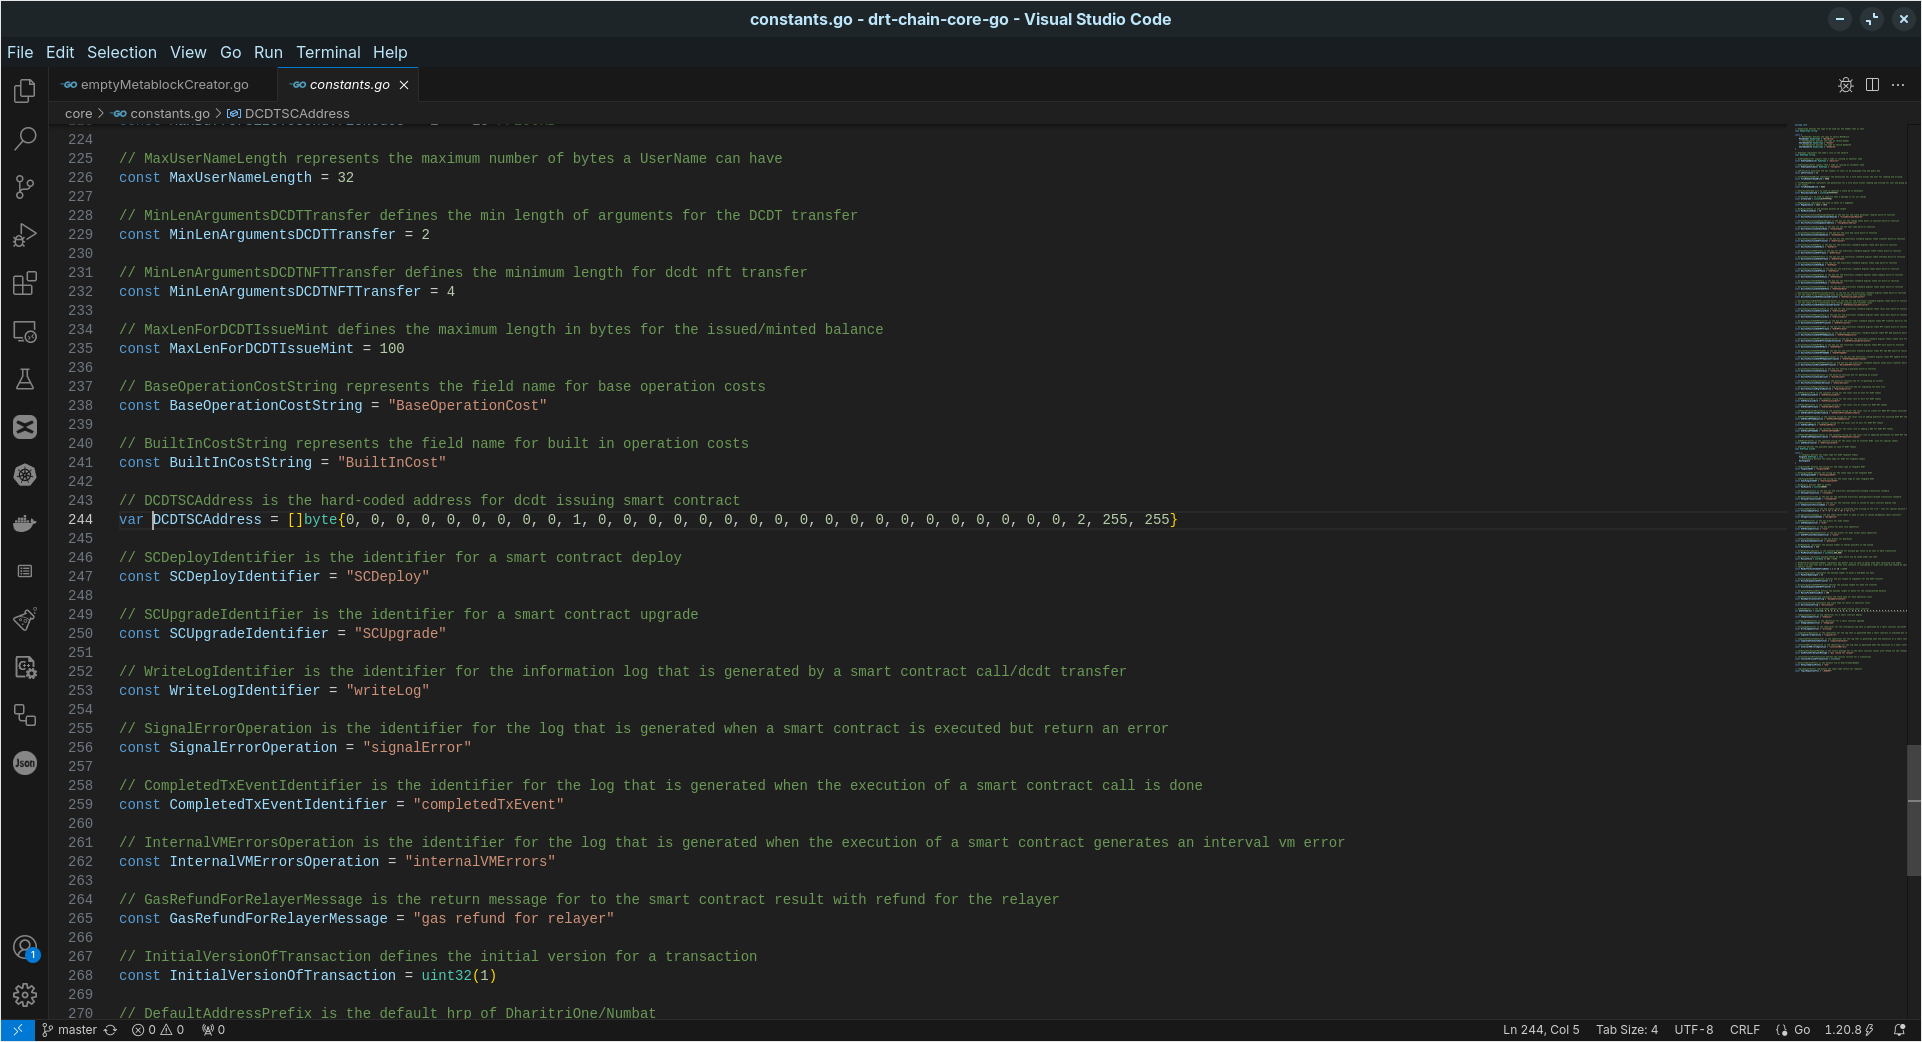 constants.go - drt-chain-core-go - Visual Studio Code
File Edit Selection View Go Run Terminal Help
GO emptyMetablockCreator.go GO constants.go
core > GO constants.go > DCDTSCAddress
224
225 // MaxUserNameLength represents the maximum number of bytes a UserName can have
226 const MaxUserNameLength = 32
227
228 // MinLenArgumentsDCDTTransfer defines the min length of arguments for the DCDT transfer
229 const MinLenArgumentsDCDTTransfer = 2
230
231 // MinLenArgumentsDCDTNFTTransfer defines the minimum length for dcdt nft transfer
232 const MinLenArgumentsDCDTNFTTransfer = 4
233
234 // MaxLenForDCDTIssueMint defines the maximum length in bytes for the issued/minted balance
235 const MaxLenForDCDTIssueMint = 100
236
237 // BaseOperationCostString represents the field name for base operation costs
238 const BaseOperationCostString = "BaseOperationCost"
239
240 // BuiltInCostString represents the field name for built in operation costs
241 const BuiltInCostString = "BuiltInCost"
242
243 // DCDTSCAddress is the hard-coded address for dcdt issuing smart contract
244 var DCDTSCAddress = []byte{0, 0, 0, 0, 0, 0, 0, 0, 0, 1, 0, 0, 0, 0, 0, 0, 0, 0, 0, 0, 0, 0, 0, 0, 0, 0, 0, 0, 0, 2, 255, 255}
245
246 // SCDeployIdentifier is the identifier for a smart contract deploy
247 const SCDeployIdentifier = "SCDeploy"
248
249 // SCUpgradeIdentifier is the identifier for a smart contract upgrade
250 const SCUpgradeIdentifier = "SCUpgrade"
251
252 // WriteLogIdentifier is the identifier for the information log that is generated by a smart contract call/dcdt transfer
253 const WriteLogIdentifier = "writeLog"
254
255 // SignalErrorOperation is the identifier for the log that is generated when a smart contract is executed but return an error
256 const SignalErrorOperation = "signalError"
257
258 // CompletedTxEventIdentifier is the identifier for the log that is generated when the execution of a smart contract call is done
259 const CompletedTxEventIdentifier = "completedTxEvent"
260
261 // InternalVMErrorsOperation is the identifier for the log that is generated when the execution of a smart contract generates an interval vm error
262 const InternalVMErrorsOperation = "internalVMErrors"
263
264 // GasRefundForRelayerMessage is the return message for to the smart contract result with refund for the relayer
265 const GasRefundForRelayerMessage = "gas refund for relayer"
266
267 // InitialVersionOfTransaction defines the initial version for a transaction
268 const InitialVersionOfTransaction = uint32(1)
269
270 // DefaultAddressPrefix is the default hrp of DharitriOne/Numbat
Json
1
master 0 0 0 Ln 244, Col 5 Tab Size: 4 UTF-8 CRLF Go 1.20.8